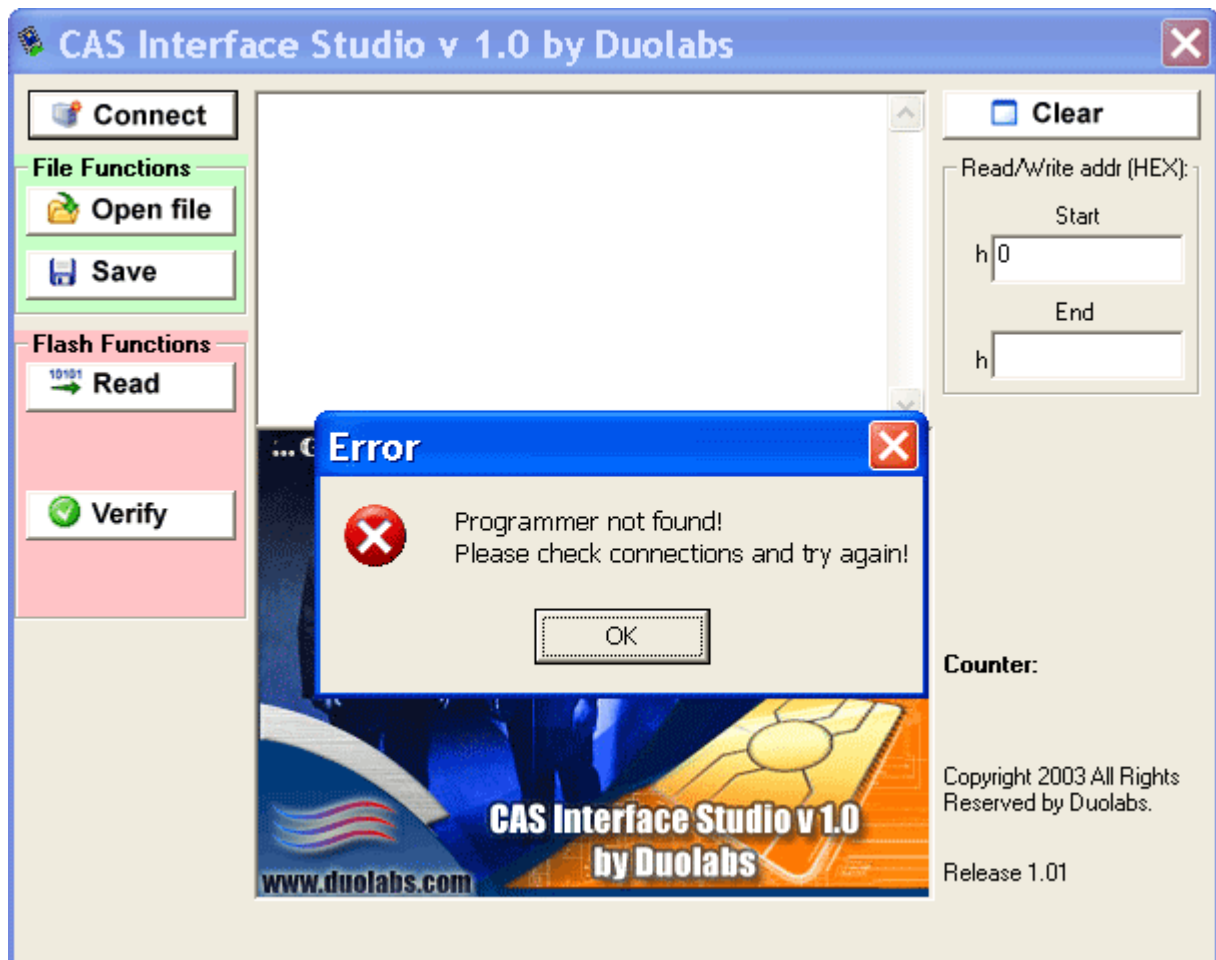 CAS Interface Studio v 1.0 by Duolabs
Connect
File Functions
Open file
Save
Flash Functions
10101
Read
Verify
Clear
Read/Write addr (HEX):
Start
h 0
End
h
...
Error
Programmer not found!
Please check connections and try again!
OK
Counter:
Copyright 2003 All Rights
Reserved by Duolabs.
Release 1.01
CAS Interface Studio v 1.0
by Duolabs
www.duolabs.com